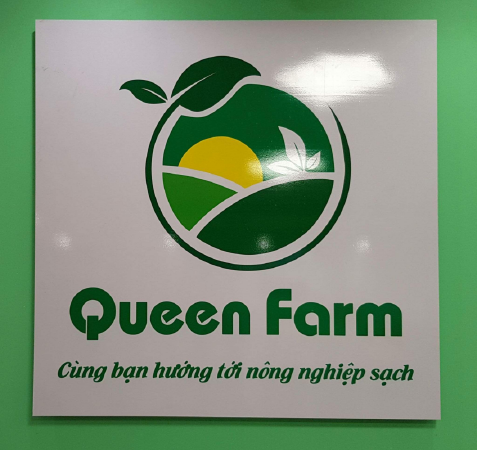 Queen Farm
Cùng bạn hướng tới nông nghiệp sạch